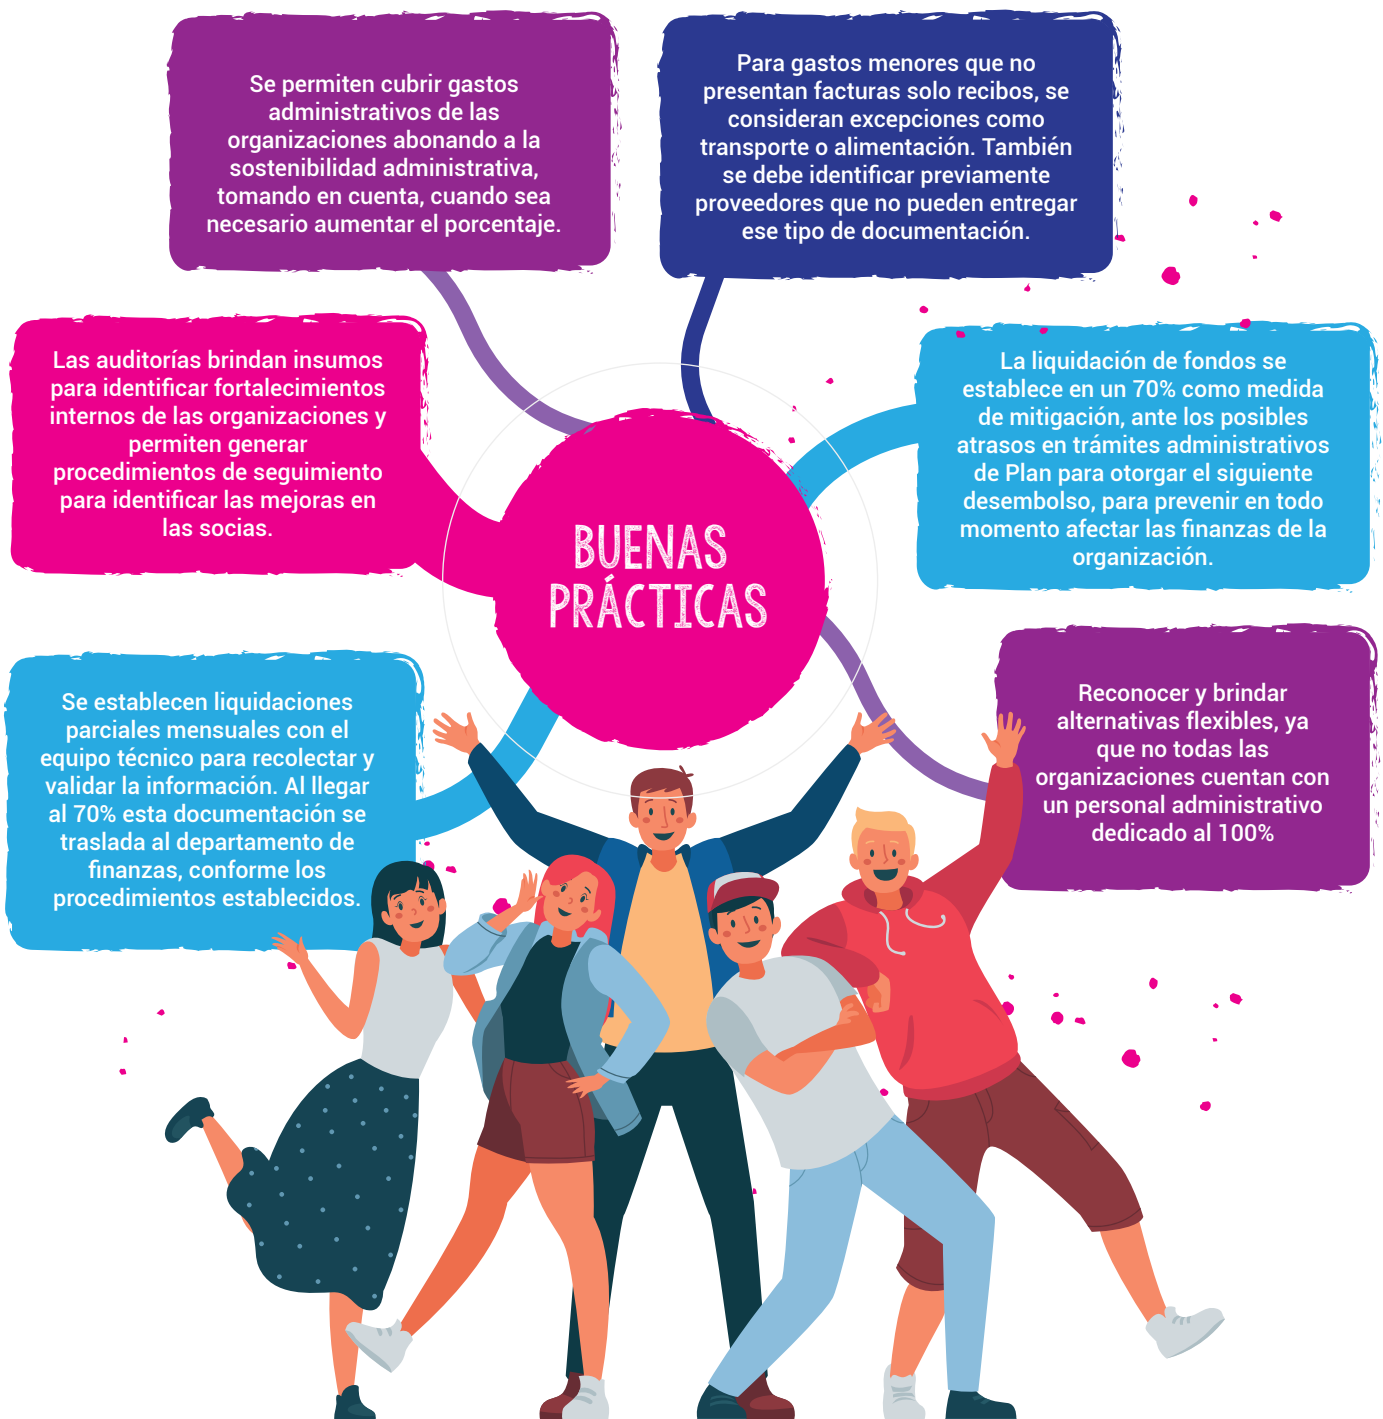 Se permiten cubrir gastos
administrativos de las
organizaciones abonando a la
sostenibilidad administrativa,
tomando en cuenta, cuando sea
necesario aumentar el porcentaje.
Para gastos menores que no
presentan facturas solo recibos, se
consideran excepciones como
transporte o alimentación. También
se debe identificar previamente
proveedores que no pueden entregar
ese tipo de documentación.
Las auditorías brindan insumos
para identificar fortalecimientos
internos de las organizaciones y
permiten generar
procedimientos de seguimiento
para identificar las mejoras en
las socias.
La liquidación de fondos se
establece en un 70% como medida
de mitigación, ante los posibles
atrasos en trámites administrativos
de Plan para otorgar el siguiente
desembolso, para prevenir en todo
momento afectar las finanzas de la
organización.
BUENAS
PRÁCTICAS
Se establecen liquidaciones
parciales mensuales con el
equipo técnico para recolectar y
validar la información. Al llegar
al 70% esta documentación se
traslada al departamento de
finanzas, conforme los
procedimientos establecidos.
Reconocer y brindar
alternativas flexibles, ya
que no todas las
organizaciones cuentan con
un personal administrativo
dedicado al 100%